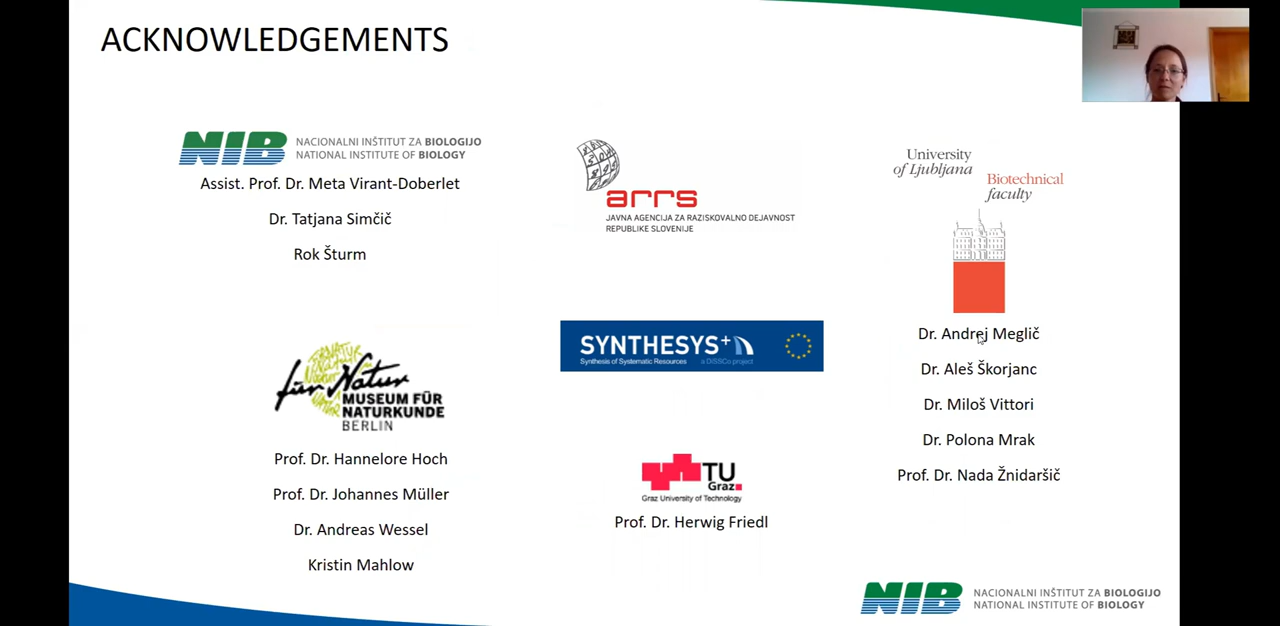 ACKNOWLEDGEMENTS
NIB NACIONALNI INŠTITUT ZA BIOLOGIJO
NATIONAL INSTITUTE OF BIOLOGY
Assist. Prof. Dr. Meta Virant-Doberlet
Dr. Tatjana Simčič
Rok Šturm
arrs
JAVNA AGENCIJA ZA RAZISKOVALNO DEJAVNOST
REPUBLIKE SLOVENIJE
University
of Ljubljana
Biotechnical
faculty
Dr. Andrej Meglič
Dr. Aleš Škorjanc
Dr. Miloš Vittori
Dr. Polona Mrak
Prof. Dr. Nada Žnidaršič
für Natur
MUSEUM FÜR
NATURKUNDE
BERLIN
Prof. Dr. Hannelore Hoch
Prof. Dr. Johannes Müller
Dr. Andreas Wessel
Kristin Mahlow
SYNTHESYS+
Synthesis of Systematic Resources a DiSSCo project
TU
Graz
Graz University of Technology
Prof. Dr. Herwig Friedl
NIB NACIONALNI INŠTITUT ZA BIOLOGIJO
NATIONAL INSTITUTE OF BIOLOGY